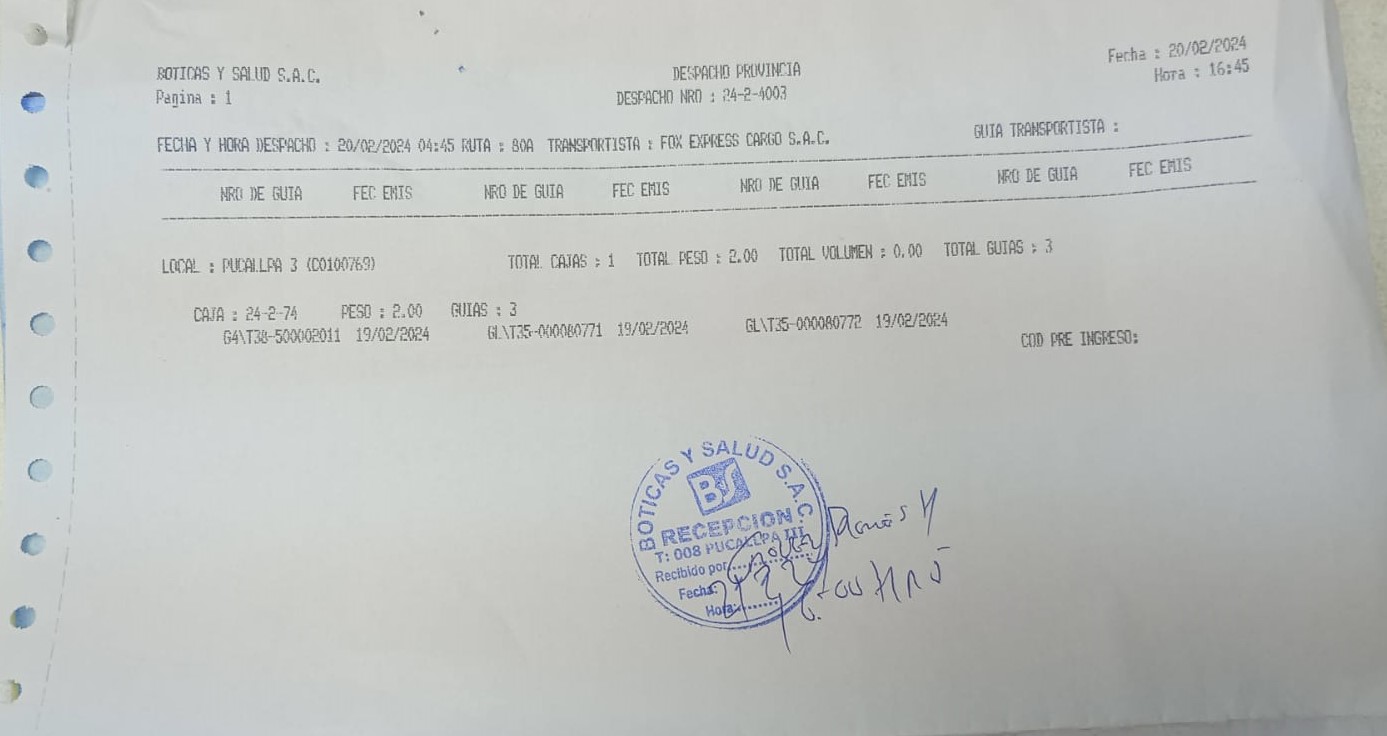 BOTICAS Y SALUD S.A.C. DESPACHO PROVINCIA Fecha : 20/02/2024
Pagina : 1 DESPACHO NRO : 24-2-4003 Hora : 16:45
FECHA Y HORA DESPACHO : 20/02/2024 04:45 RUTA : 80A TRANSPORTISTA : FOX EXPRESS CARGO S.A.C. GUIA TRANSPORTISTA :
NRO DE GUIA FEC EMIS NRO DE GUIA FEC EMIS NRO DE GUIA FEC EMIS NRO DE GUIA FEC EMIS
LOCAL : PUCALLPA 3 (C0100769) TOTAL CAJAS : 1 TOTAL PESO : 2.00 TOTAL VOLUMEN : 0.00 TOTAL GUIAS : 3
CAJA : 24-2-74 PESO : 2.00 GUIAS : 3
G4\T38-500002011 19/02/2024 GL\T35-000080771 19/02/2024 GL\T35-000080772 19/02/2024
COD PRE INGRESO:
BOTICAS Y SALUD S.A.C
BS
RECEPCION
T: 008 PUCALLPA III
Recibido por
Fecha:
Hora: